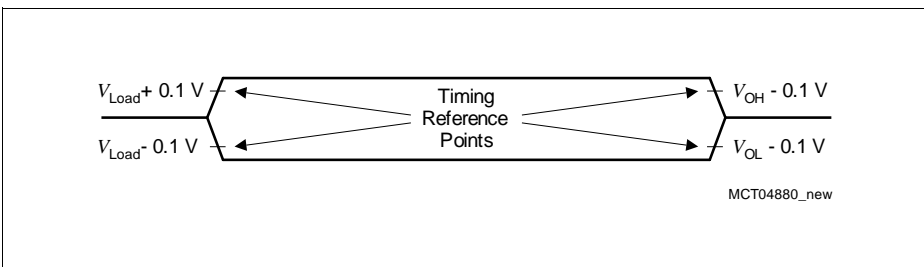 V_Load + 0.1 V
Timing
Reference
Points
V_OH - 0.1 V
V_Load - 0.1 V
V_OL - 0.1 V
MCT04880_new